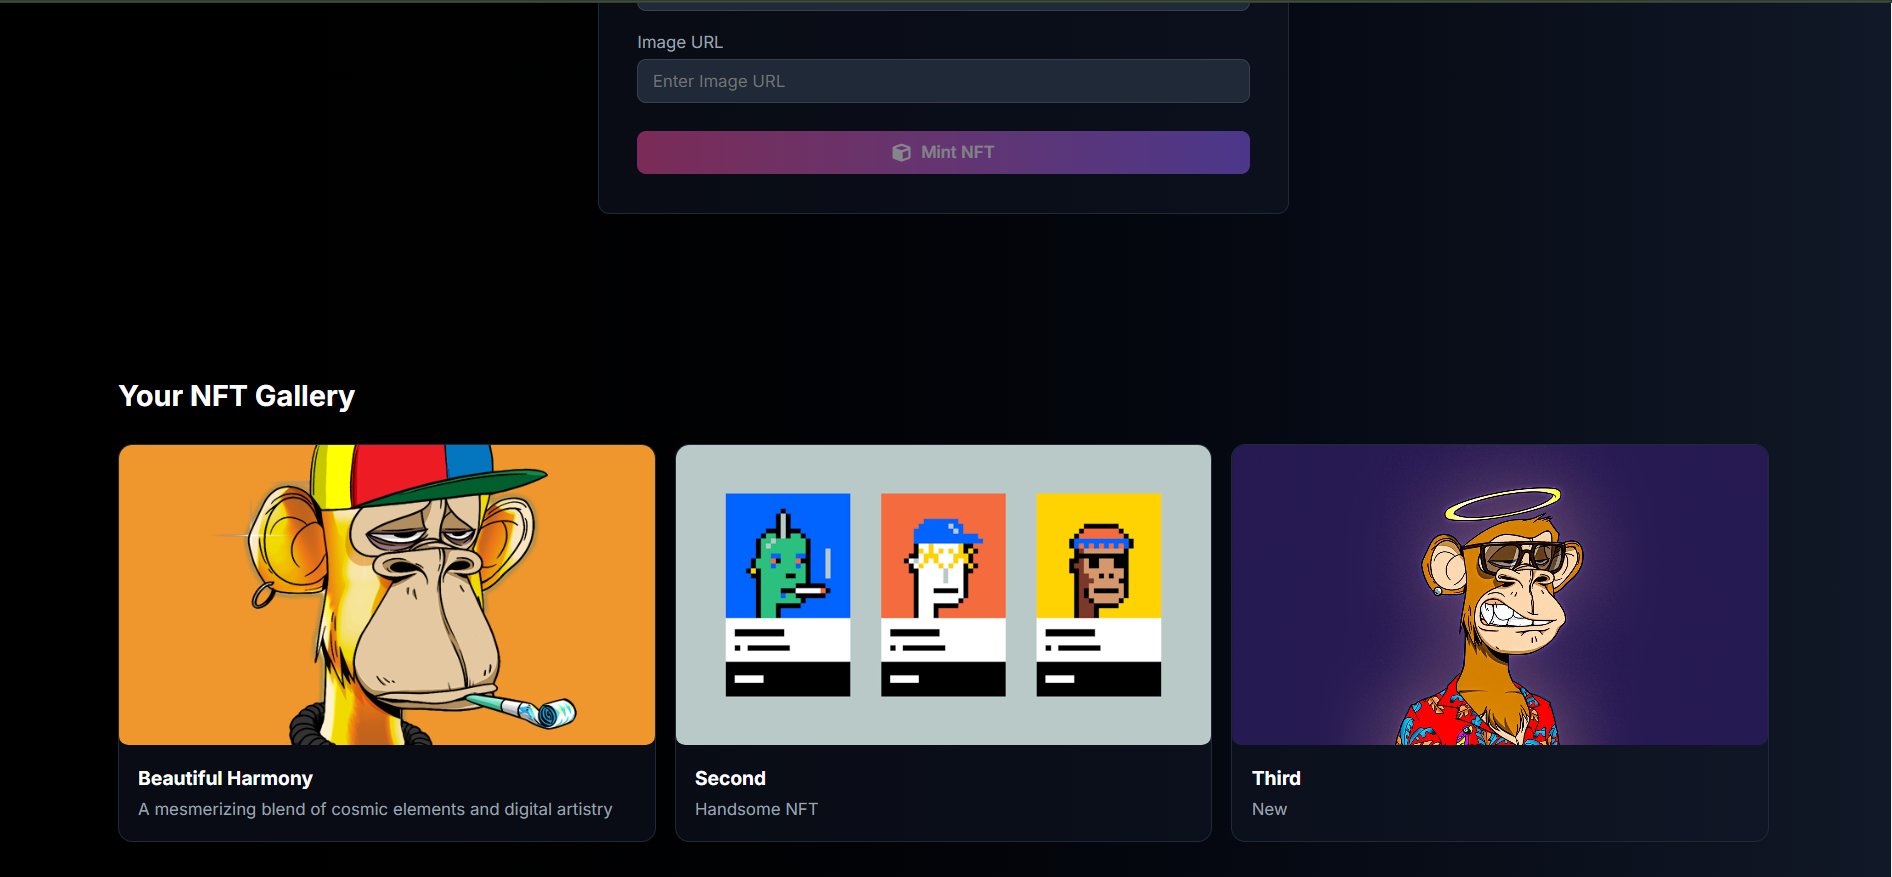 Image URL
Enter Image URL
Mint NFT
Your NFT Gallery
Beautiful Harmony
A mesmerizing blend of cosmic elements and digital artistry
Second
Handsome NFT
Third
New